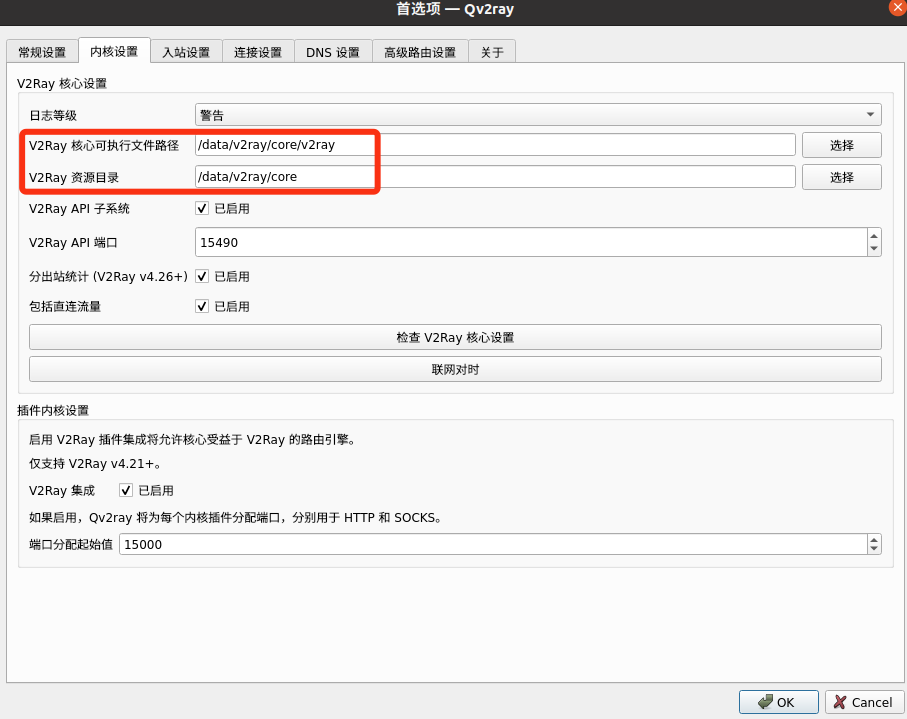 首选项 — Qv2ray
常规设置 内核设置 入站设置 连接设置 DNS 设置 高级路由设置 关于
V2Ray 核心设置
日志等级 警告
V2Ray 核心可执行文件路径 /data/v2ray/core/v2ray 选择
V2Ray 资源目录 /data/v2ray/core 选择
V2Ray API 子系统 已启用
V2Ray API 端口 15490
分出站统计 (V2Ray v4.26+) 已启用
包括直连流量 已启用
检查 V2Ray 核心设置
联网对时
插件内核设置
启用 V2Ray 插件集成将允许核心受益于 V2Ray 的路由引擎。
仅支持 V2Ray v4.21+。
V2Ray 集成 已启用
如果启用，Qv2ray 将为每个内核插件分配端口，分别用于 HTTP 和 SOCKS。
端口分配起始值 15000
OK Cancel